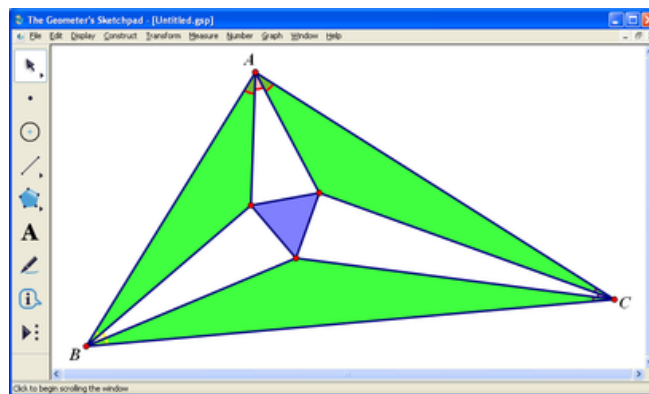 The Geometer's Sketchpad - [Untitled.gsp]
File Edit Display Construct Transform Measure Number Graph Window Help
A
A
B
C
Click to begin scrolling the window